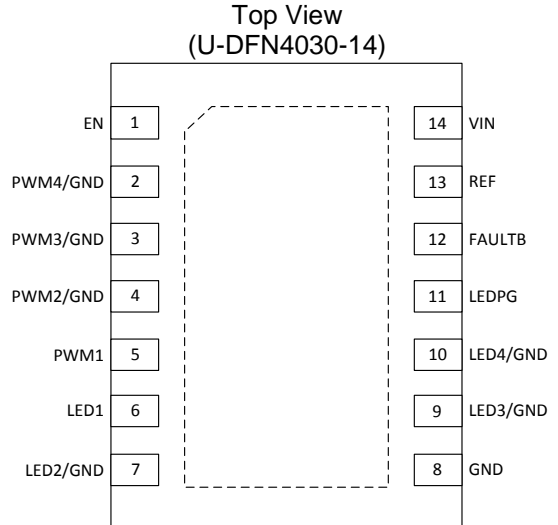 Top View
(U-DFN4030-14)
EN 1 14 VIN
PWM4/GND 2 13 REF
PWM3/GND 3 12 FAULTB
PWM2/GND 4 11 LEDPG
PWM1 5 10 LED4/GND
LED1 6 9 LED3/GND
LED2/GND 7 8 GND